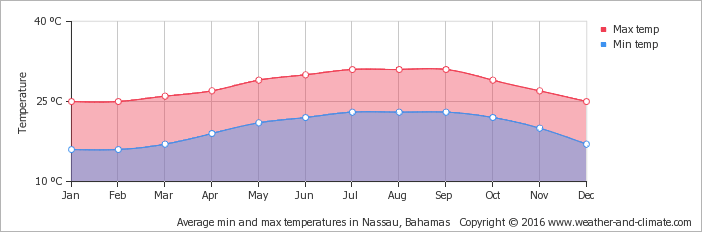 40 ºC
Max temp
Min temp
Temperature
25 ºC
10 ºC
Jan Feb Mar Apr May Jun Jul Aug Sep Oct Nov Dec
Average min and max temperatures in Nassau, Bahamas Copyright © 2016 www.weather-and-climate.com